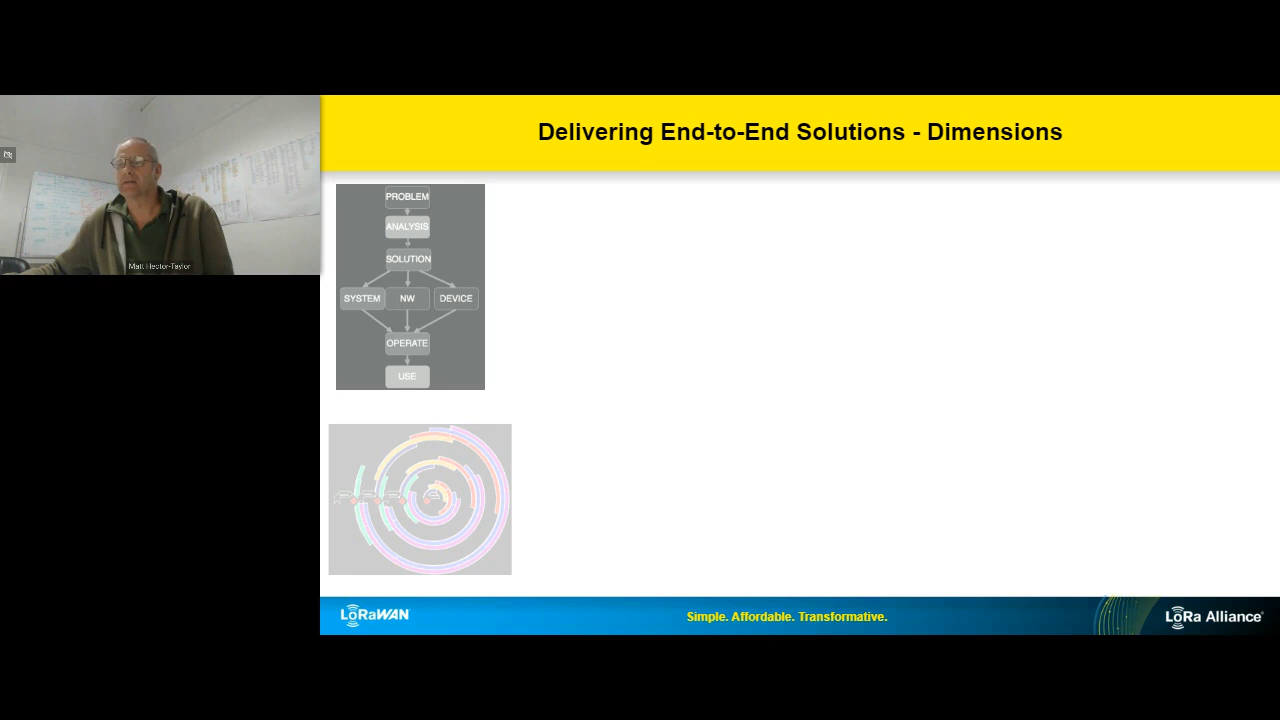 Delivering End-to-End Solutions - Dimensions
Matt Hector-Taylor
PROBLEM
ANALYSIS
SOLUTION
SYSTEM NW DEVICE
OPERATE
USE
LoRaWAN
Simple. Affordable. Transformative.
LoRa Alliance